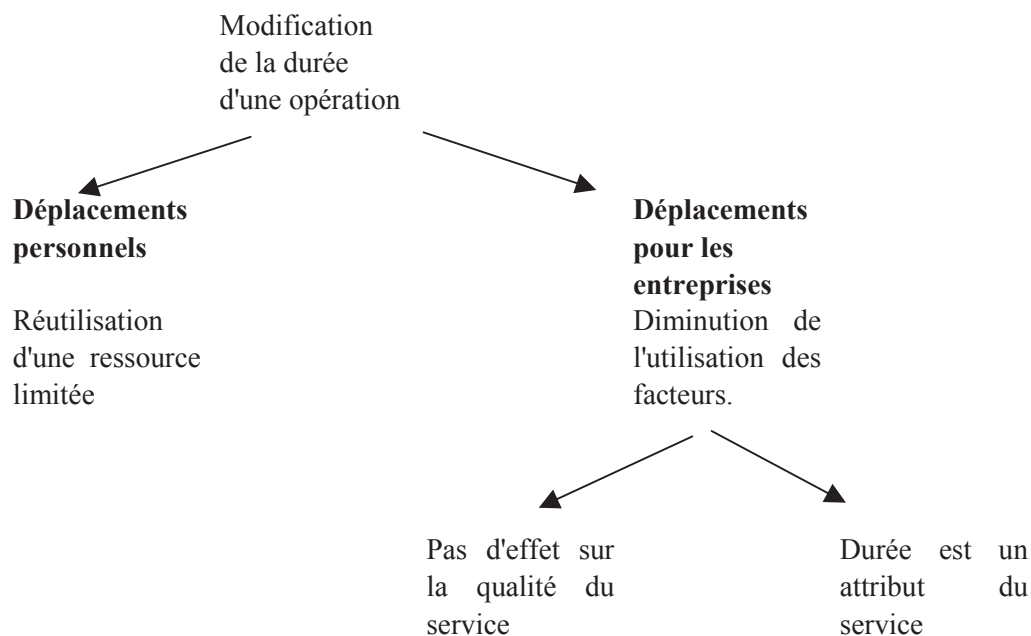 Modification
de la durée
d'une opération
Déplacements
personnels
Réutilisation
d'une ressource
limitée
Déplacements
pour les
entreprises
Diminution de
l'utilisation des
facteurs.
Pas d'effet sur
la qualité du
service
Durée est un
attribut du
service